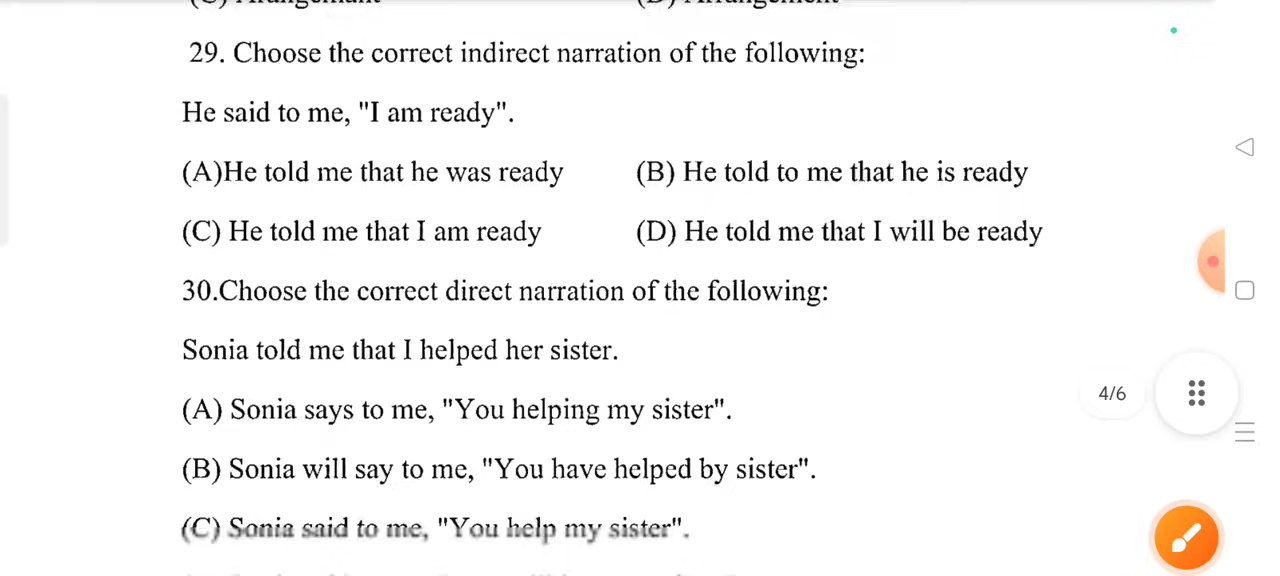 29. Choose the correct indirect narration of the following:
He said to me, "I am ready".
(A)He told me that he was ready (B) He told to me that he is ready
(C) He told me that I am ready (D) He told me that I will be ready
30.Choose the correct direct narration of the following:
Sonia told me that I helped her sister.
(A) Sonia says to me, "You helping my sister".
4/6
(B) Sonia will say to me, "You have helped by sister".
(C) Sonia said to me, "You help my sister".